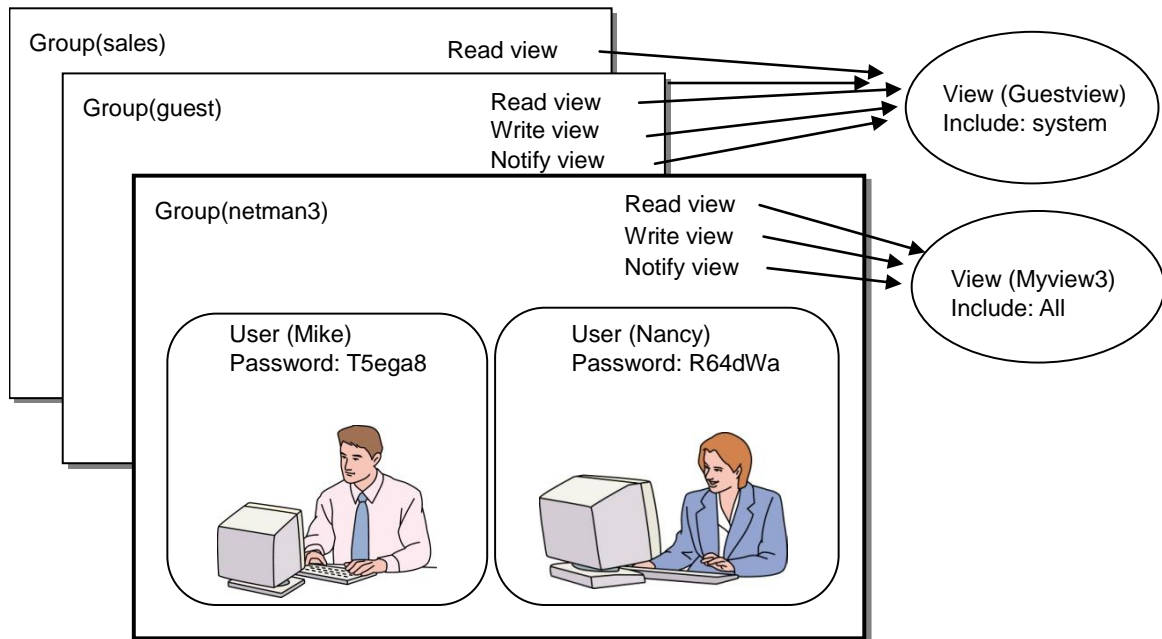 Group(sales)
Read view
Group(guest)
Read view
Write view
Notify view
View (Guestview)
Include: system
Group(netman3)
Read view
Write view
Notify view
View (Myview3)
Include: All
User (Mike)
Password: T5ega8
User (Nancy)
Password: R64dWa